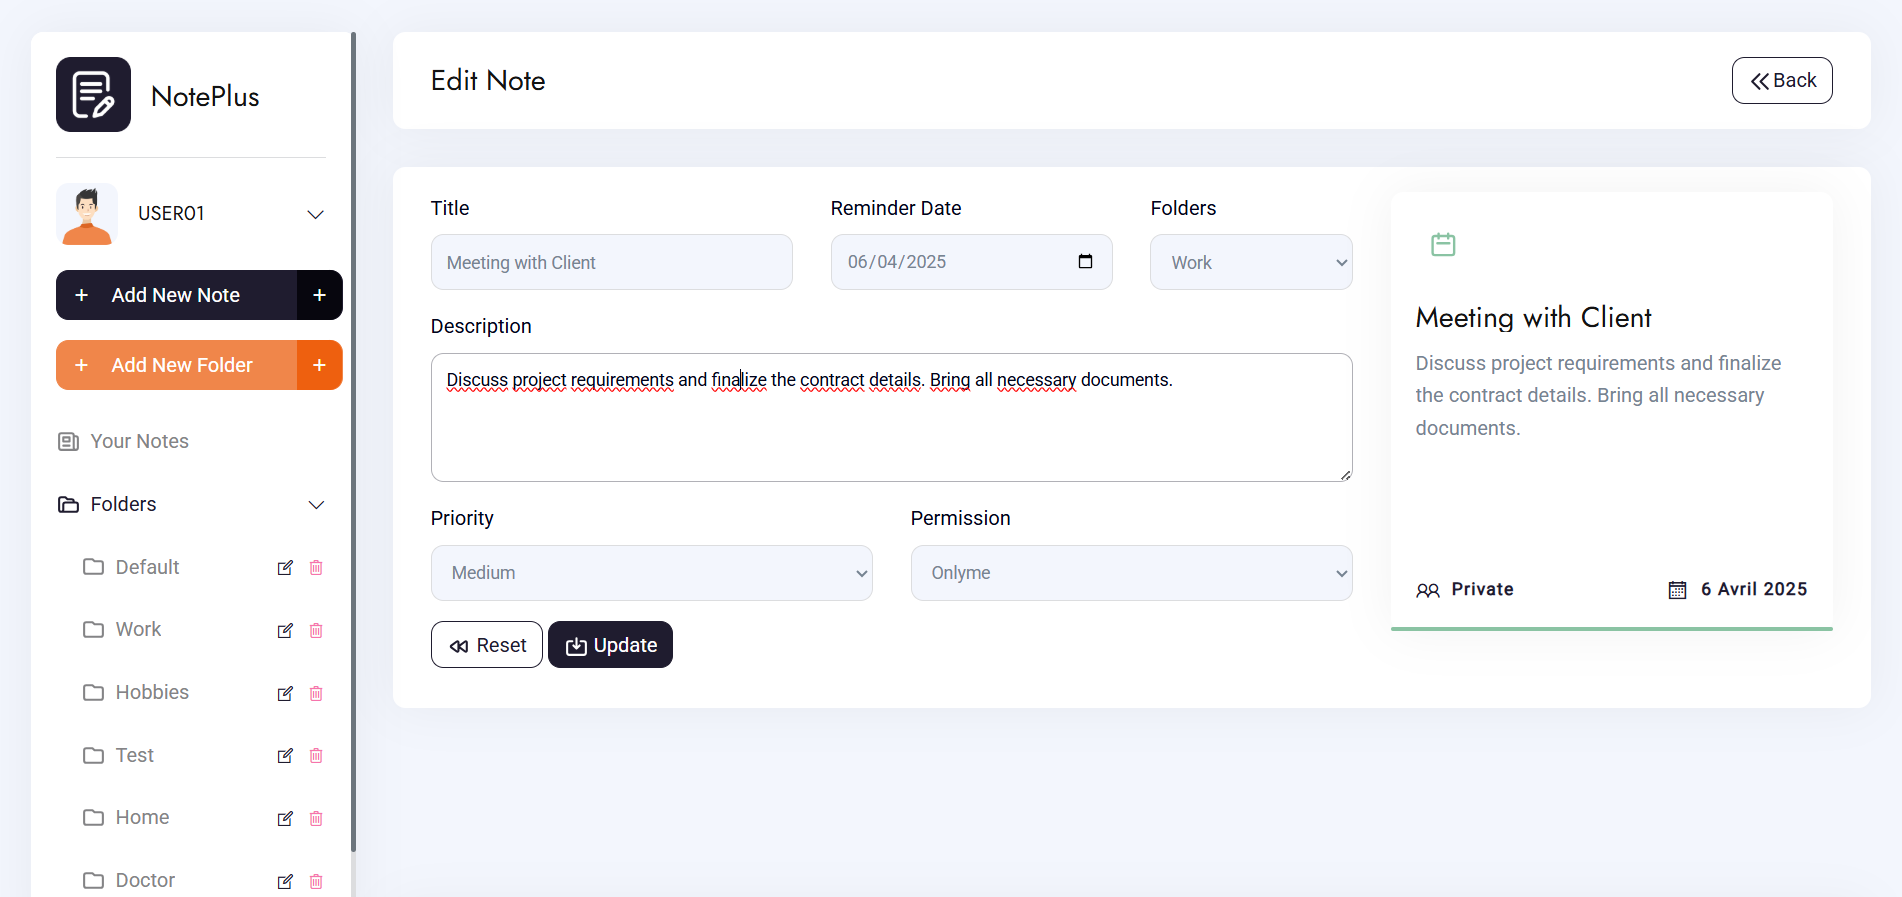 NotePlus
USER01
+ Add New Note +
+ Add New Folder +
Your Notes
Folders
Default
Work
Hobbies
Test
Home
Doctor
Edit Note
Back
Title
Reminder Date
Folders
Meeting with Client
06/04/2025
Work
Description
Discuss project requirements and finalize the contract details. Bring all necessary documents.
Priority
Permission
Medium
Onlyme
Reset
Update
Meeting with Client
Discuss project requirements and finalize
the contract details. Bring all necessary
documents.
Private
6 Avril 2025